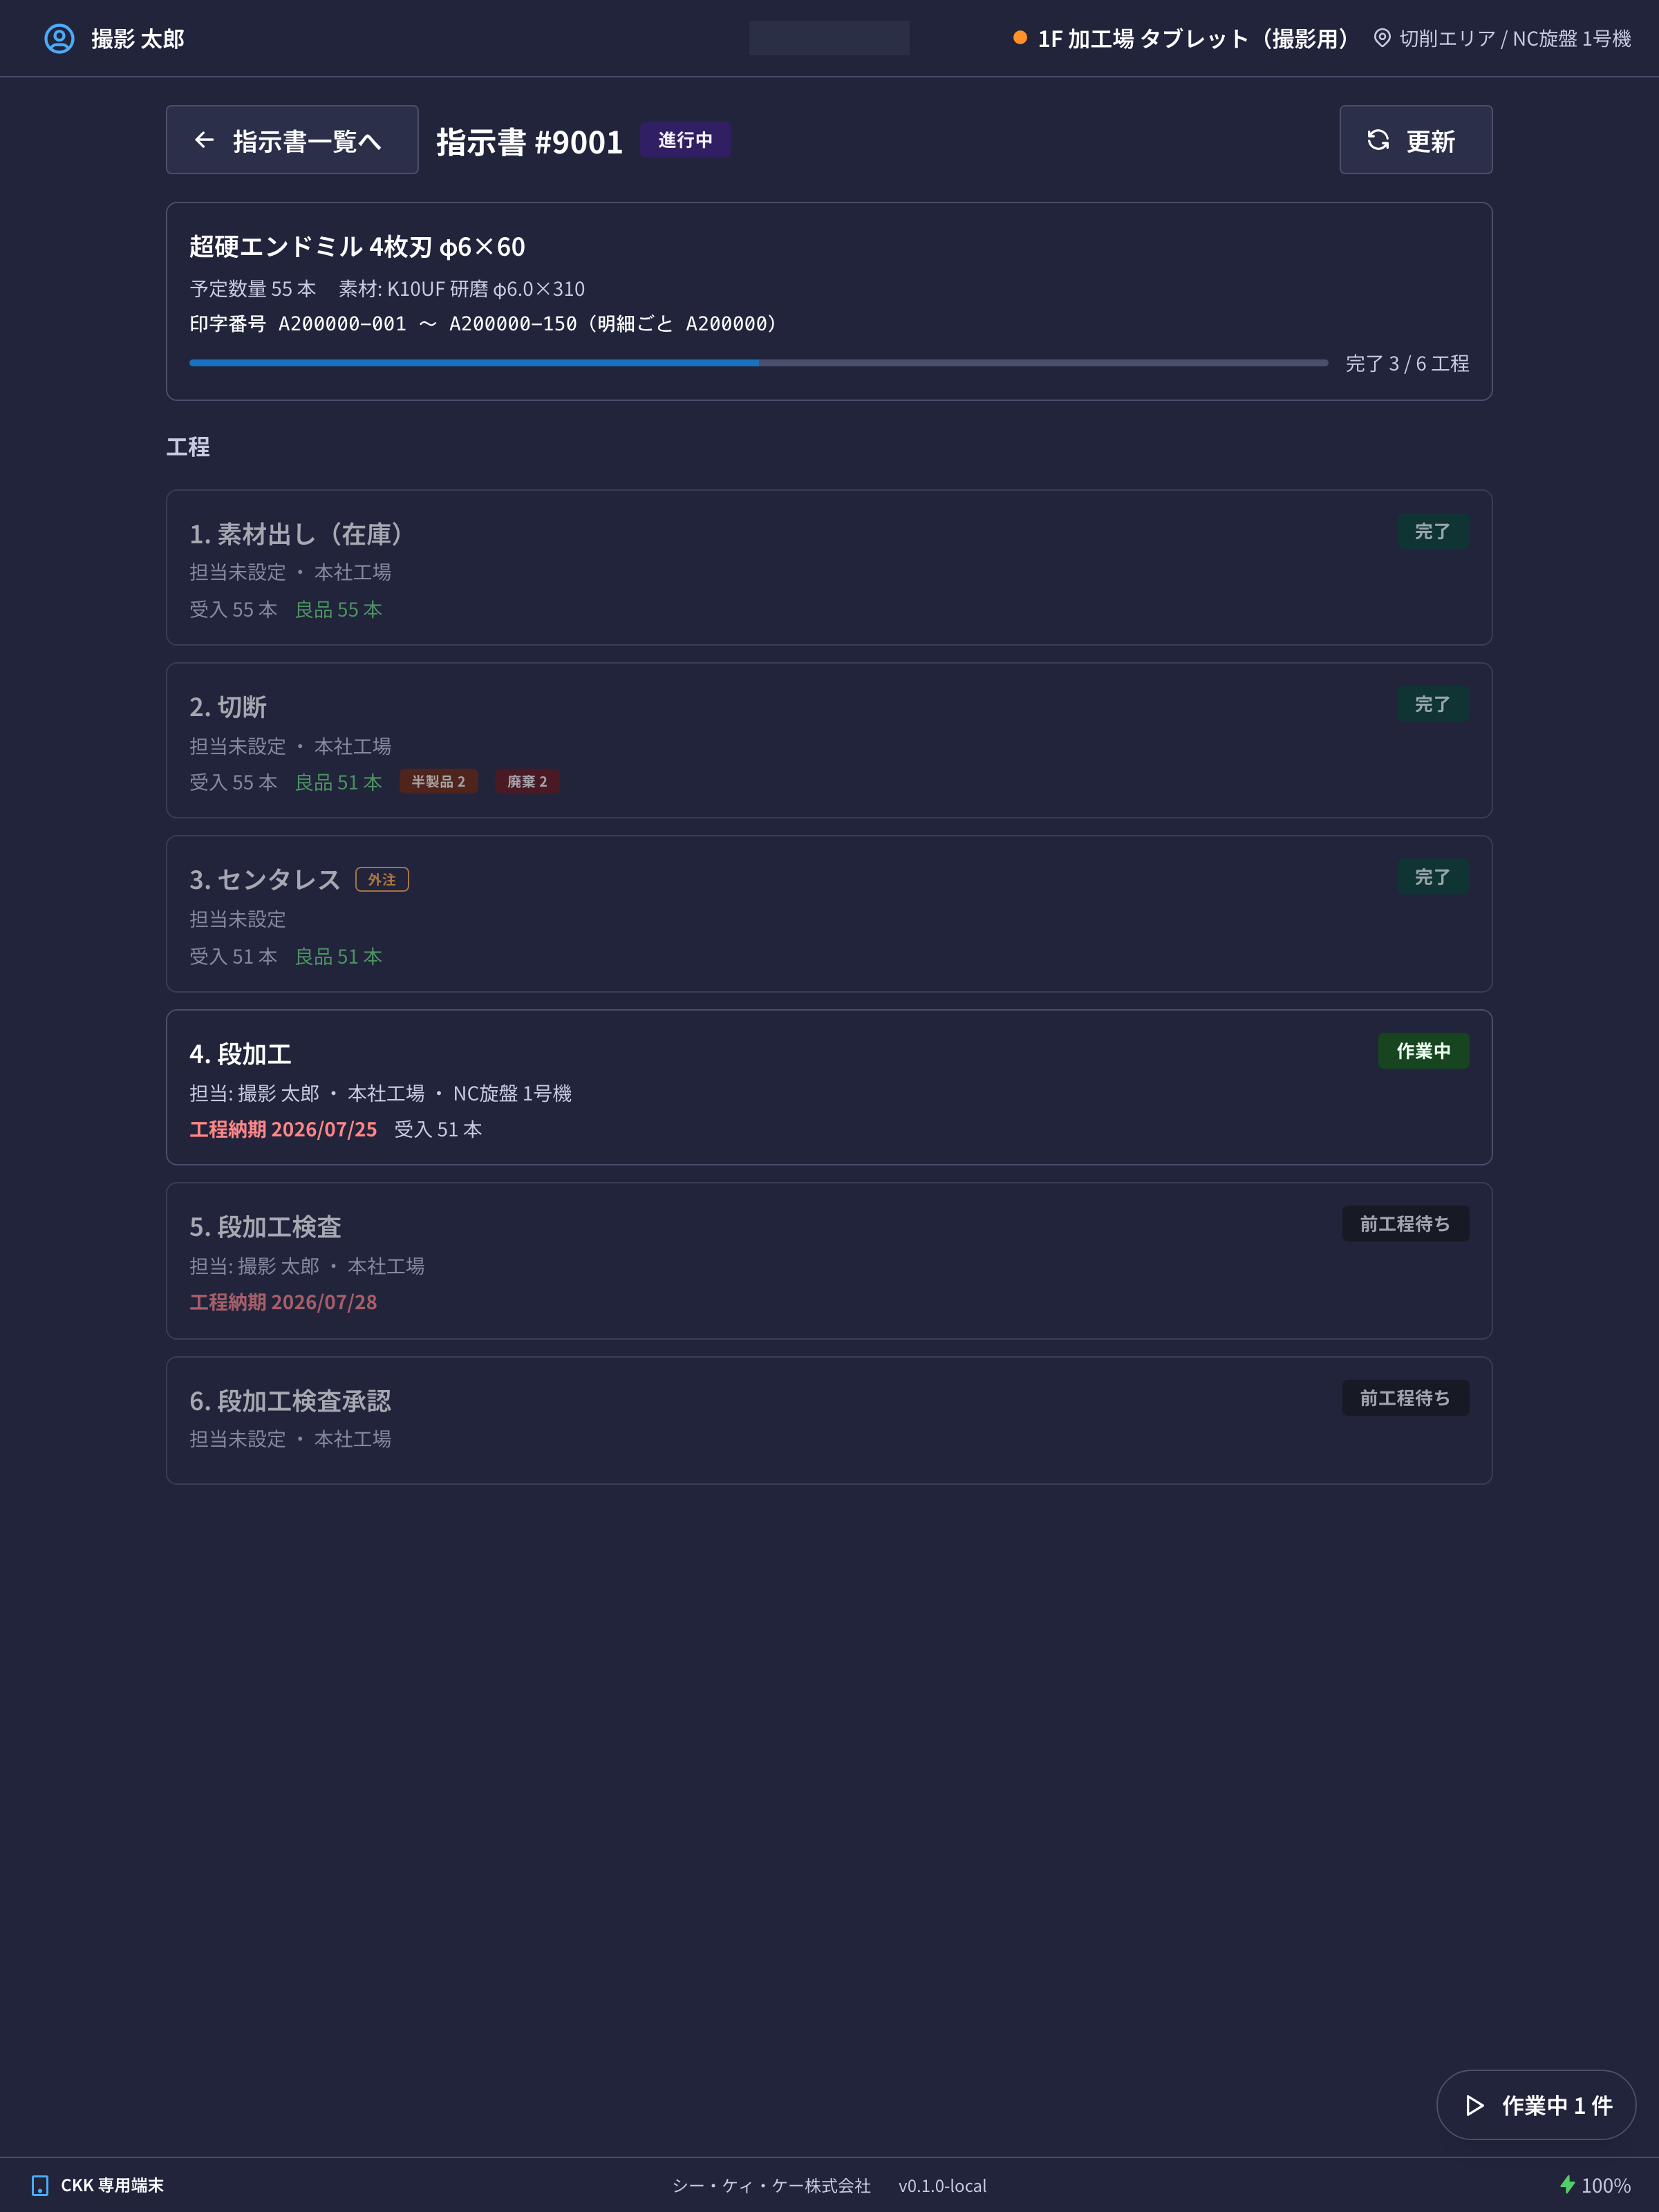 撮影 太郎
1F 加工場 タブレット（撮影用）
切削エリア / NC旋盤 1号機
指示書一覧へ
指示書 #9001
進行中
更新
超硬エンドミル 4枚刃 φ6×60
予定数量 55 本 素材: K10UF 研磨 φ6.0×310
印字番号 A200000-001 〜 A200000-150（明細ごと A200000）
完了 3 / 6 工程
工程
1. 素材出し（在庫）
完了
担当未設定 ・ 本社工場
受入 55 本 良品 55 本
2. 切断
完了
担当未設定 ・ 本社工場
受入 55 本 良品 51 本 半製品 2 廃棄 2
3. センタレス 外注
完了
担当未設定
受入 51 本 良品 51 本
4. 段加工
作業中
担当: 撮影 太郎 ・ 本社工場 ・ NC旋盤 1号機
工程納期 2026/07/25 受入 51 本
5. 段加工検査
前工程待ち
担当: 撮影 太郎 ・ 本社工場
工程納期 2026/07/28
6. 段加工検査承認
前工程待ち
担当未設定 ・ 本社工場
作業中 1 件
CKK 専用端末
シー・ケィ・ケー株式会社 v0.1.0-local
100%